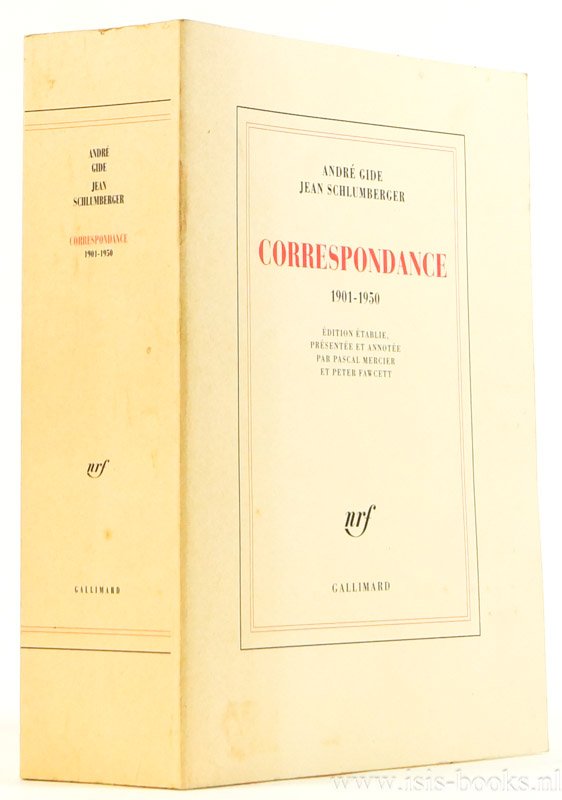 ANDRÉ
GIDE
JEAN
SCHLUMBERGER
CORRESPONDANCE
1901-1950
nrf
GALLIMARD
ANDRÉ GIDE
JEAN SCHLUMBERGER
CORRESPONDANCE
1901-1950
ÉDITION ÉTABLIE,
PRÉSENTÉE ET ANNOTÉE
PAR PASCAL MERCIER
ET PETER FAWCETT
nrf
GALLIMARD
www.isis-books.nl